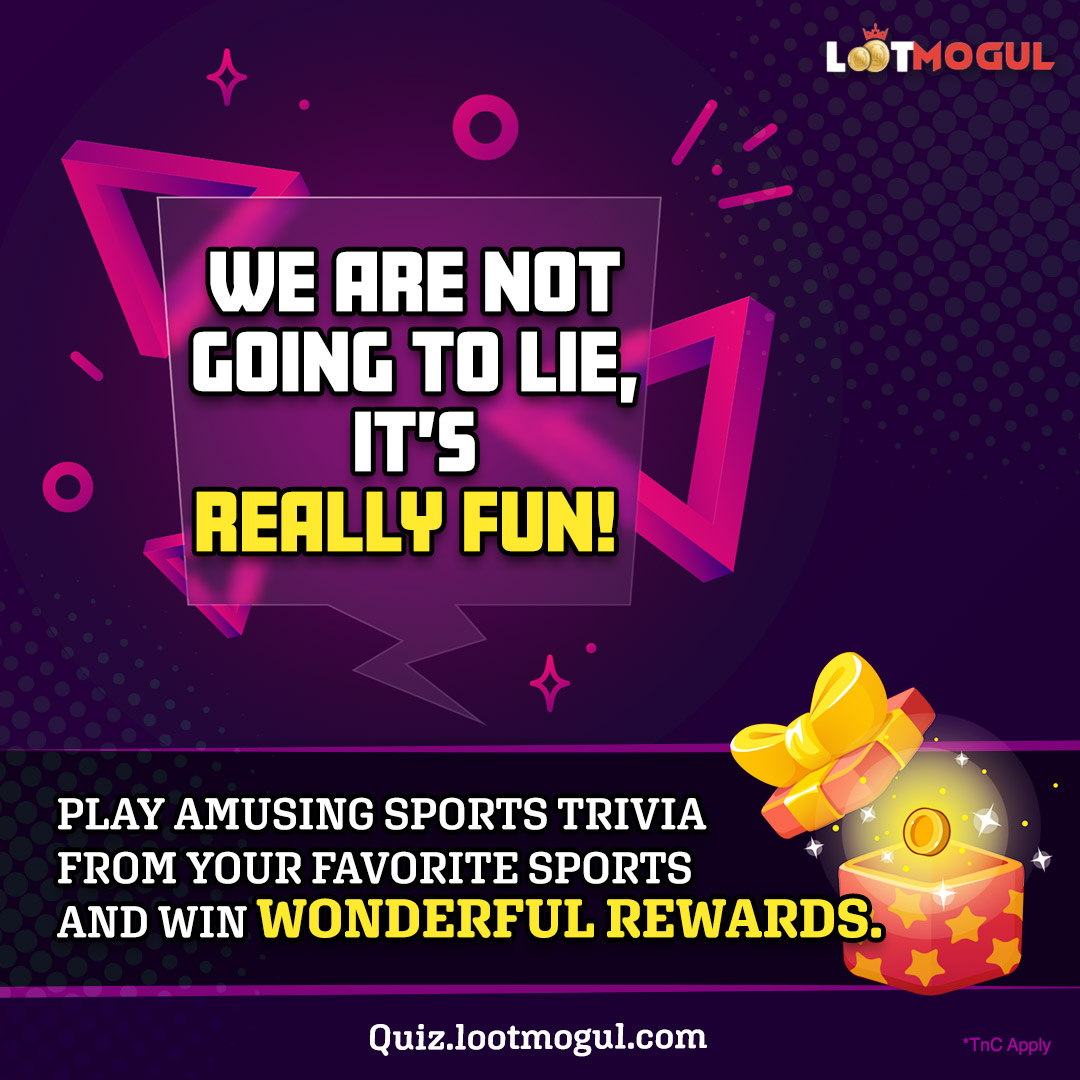 LOOTMOGUL
WE ARE NOT
GOING TO LIE,
IT'S
REALLY FUN!
PLAY AMUSING SPORTS TRIVIA
FROM YOUR FAVORITE SPORTS
AND WIN WONDERFUL REWARDS.
Quiz.lootmogul.com
*TnC Apply